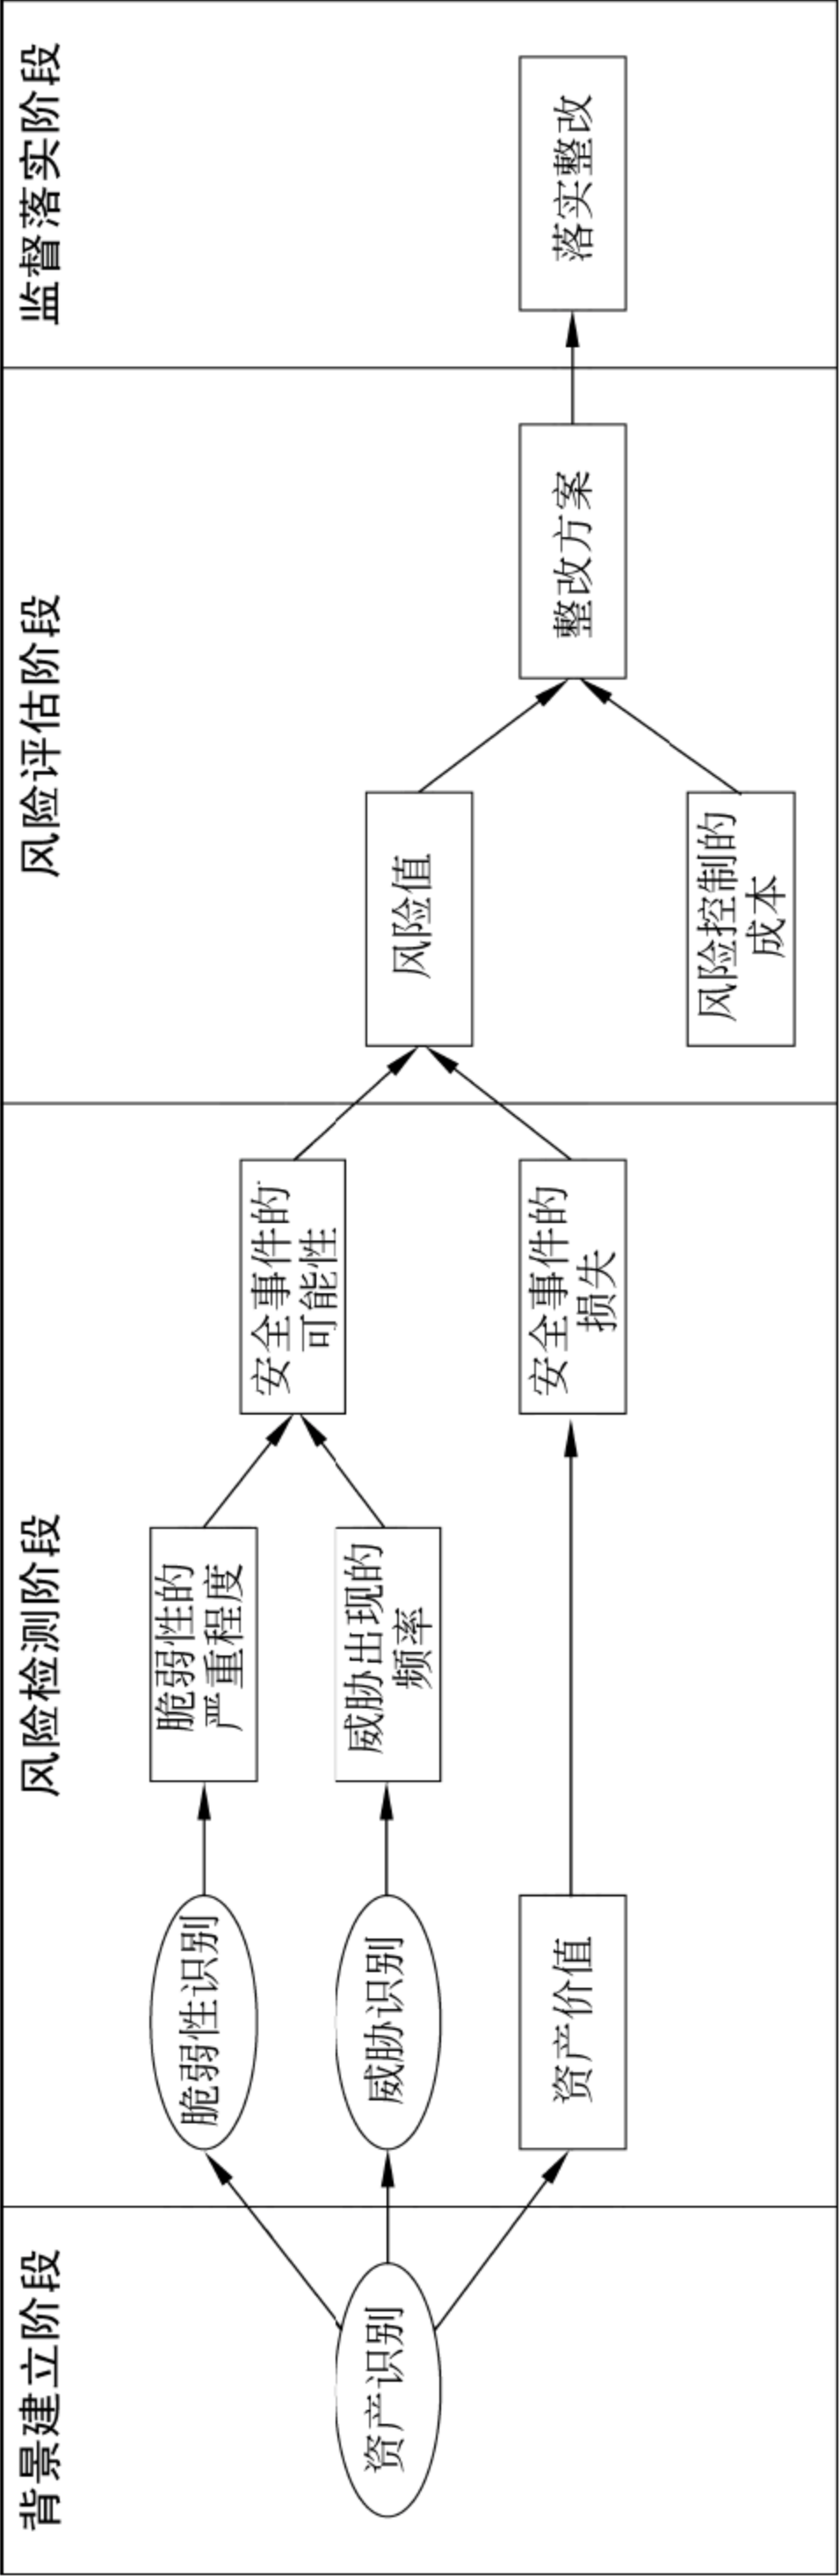 背景建立阶段
风险检测阶段
风险评估阶段
监督落实阶段
资产识别
脆弱性识别
威胁识别
资产价值
脆弱性的
严重程度
威胁出现的
频率
安全事件的
可能性
安全事件的
损失
风险值
风险控制的
成本
整改方案
落实整改